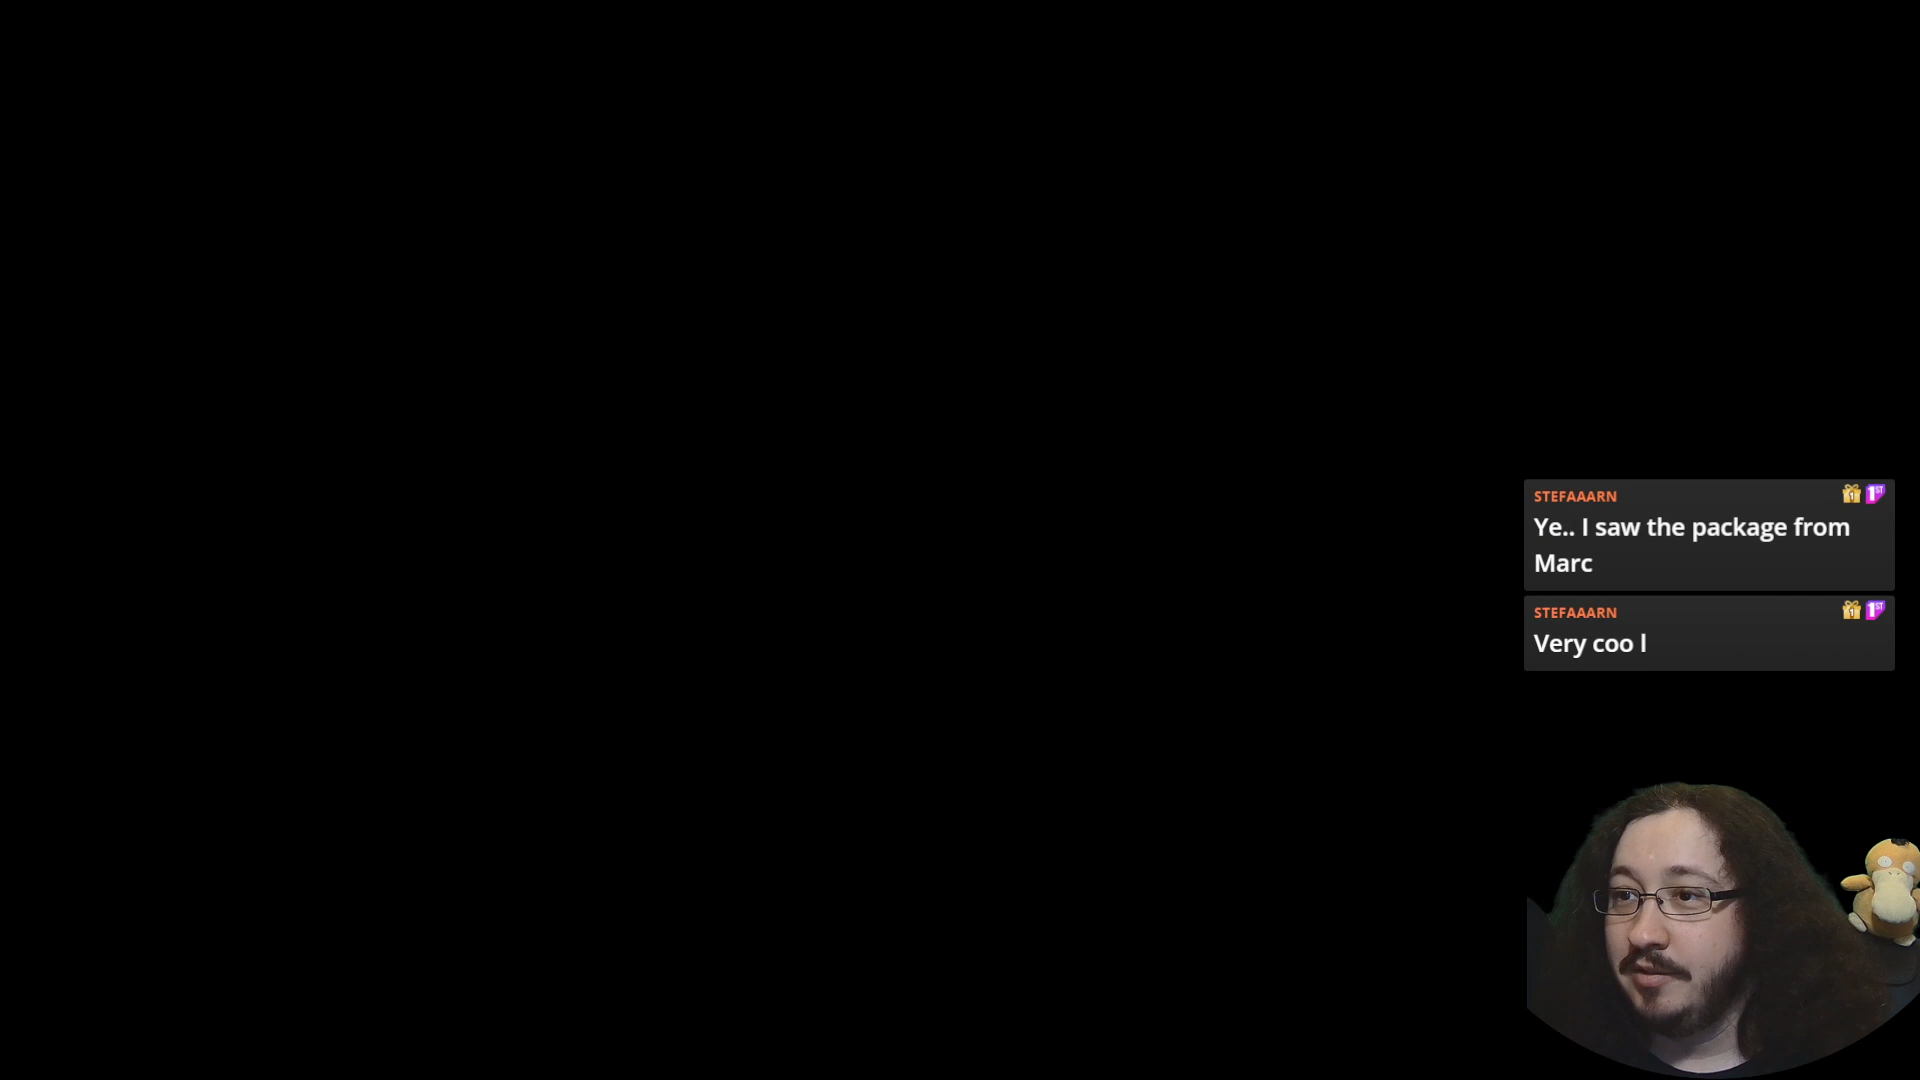 STEFAAARN
Ye.. I saw the package from
Marc
STEFAAARN
Very coo l